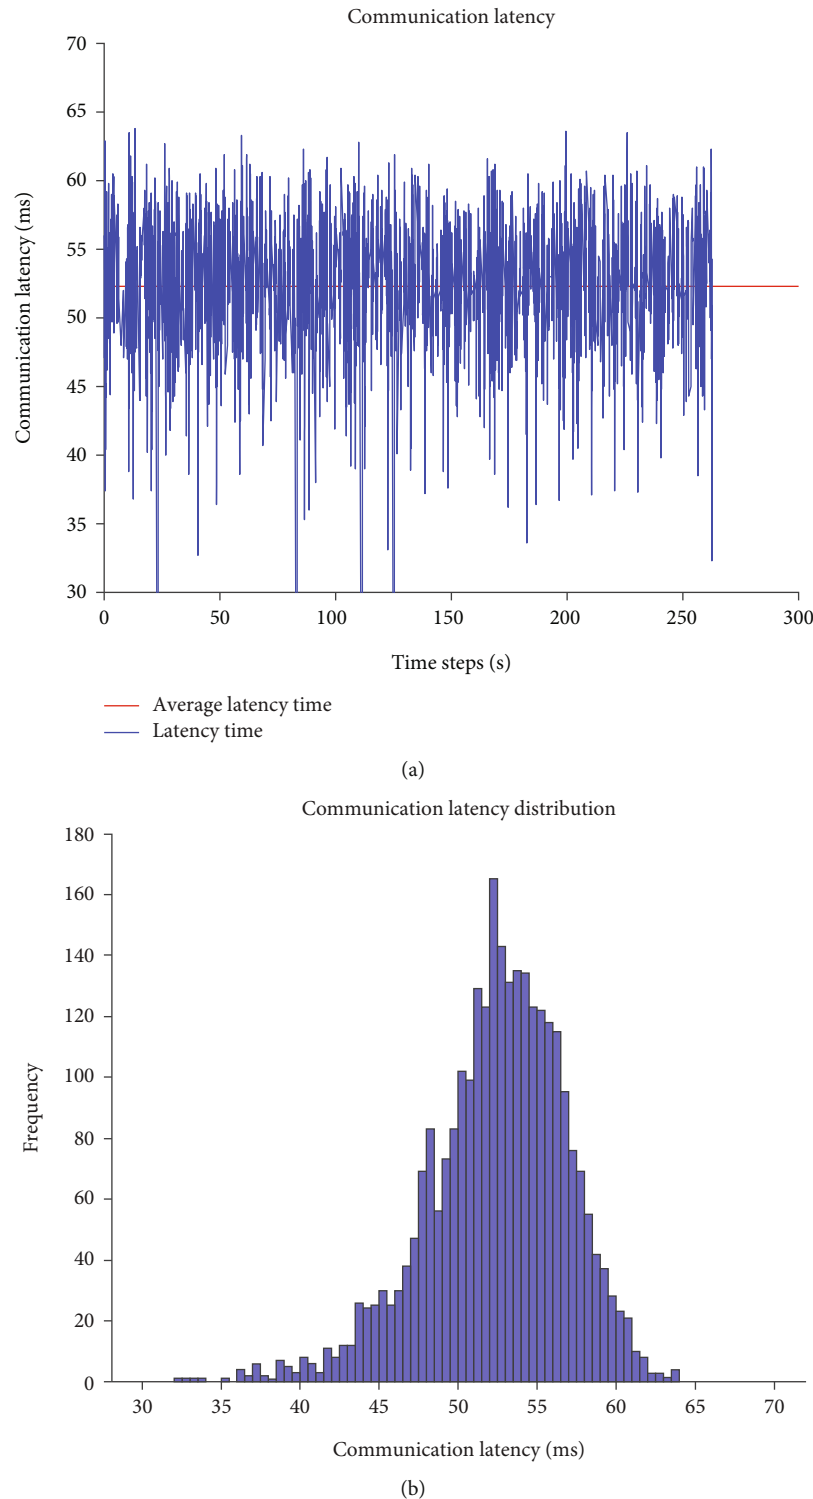 Communication latency
70
65
60
55
50
45
40
35
30
Communication latency (ms)
0 50 100 150 200 250 300
Time steps (s)
Average latency time
Latency time
(a)
Communication latency distribution
180
160
140
120
100
80
60
40
20
0
Frequency
30 35 40 45 50 55 60 65 70
Communication latency (ms)
(b)